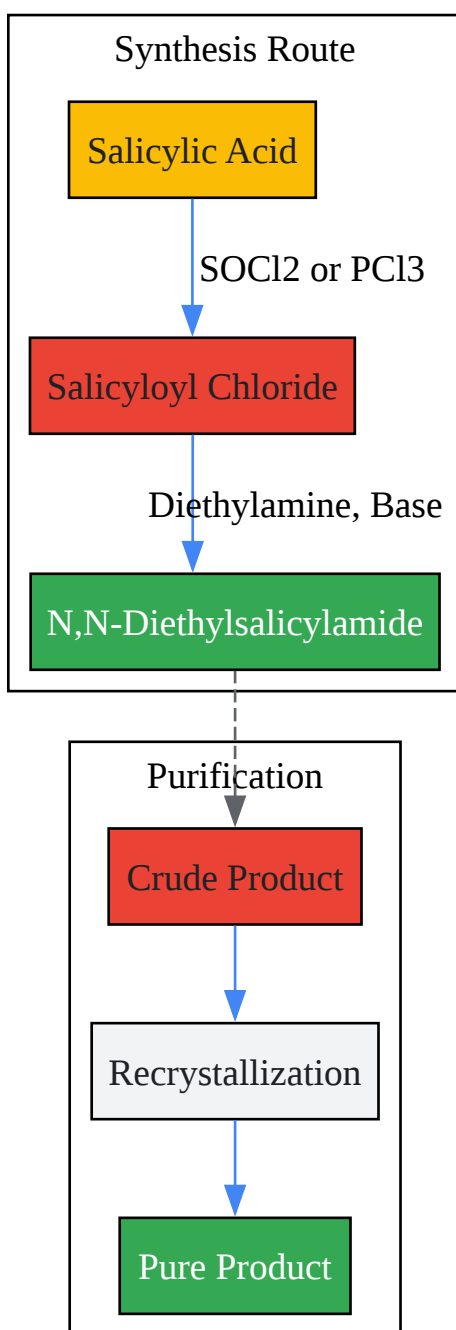 Synthesis Route
Salicylic Acid
SOCl2 or PCl3
Salicyloyl Chloride
Diethylamine, Base
N,N-Diethylsalicylamide
Purification
Crude Product
Recrystallization
Pure Product